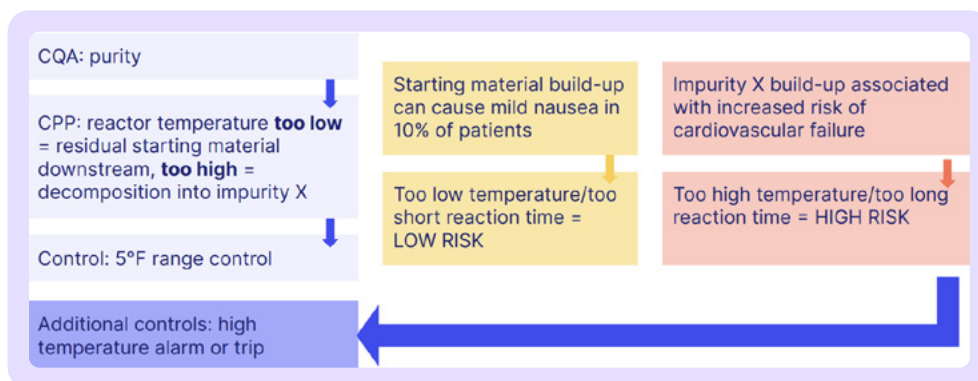 CQA: purity
CPP: reactor temperature too low
= residual starting material
downstream, too high =
decomposition into impurity X
Control: 5°F range control
Additional controls: high
temperature alarm or trip
Starting material build-up
can cause mild nausea in
10% of patients
Too low temperature/too
short reaction time =
LOW RISK
Impurity X build-up associated
with increased risk of
cardiovascular failure
Too high temperature/too long
reaction time = HIGH RISK